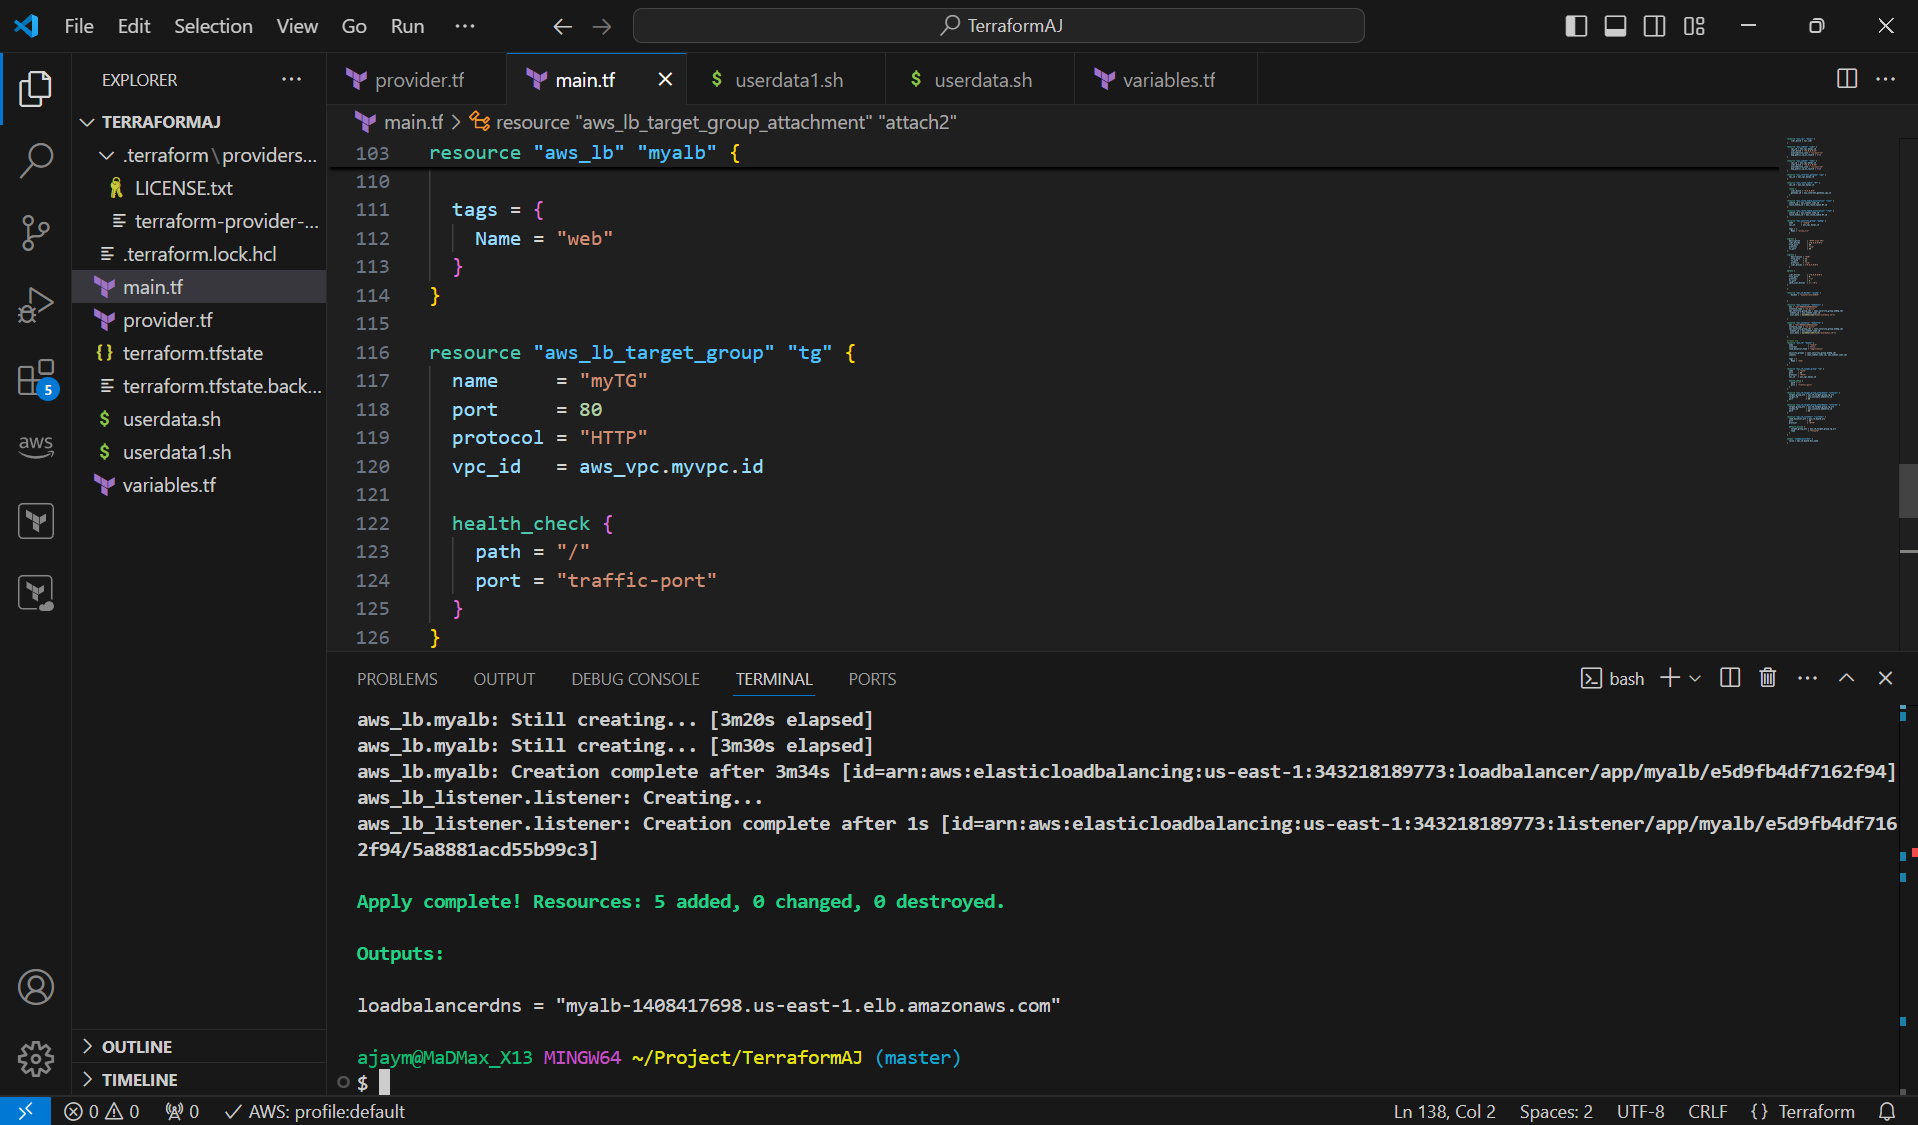 File Edit Selection View Go Run ···
TerraformAJ
EXPLORER ···
TERRAFORMAJ
.terraform\providers...
LICENSE.txt
terraform-provider-...
.terraform.lock.hcl
main.tf
provider.tf
terraform.tfstate
terraform.tfstate.back...
userdata.sh
userdata1.sh
variables.tf
5
aws
OUTLINE
TIMELINE
provider.tf main.tf userdata1.sh userdata.sh variables.tf
main.tf > resource "aws_lb_target_group_attachment" "attach2"
103 resource "aws_lb" "myalb" {
110
111 tags = {
112 Name = "web"
113 }
114 }
115
116 resource "aws_lb_target_group" "tg" {
117 name = "myTG"
118 port = 80
119 protocol = "HTTP"
120 vpc_id = aws_vpc.myvpc.id
121
122 health_check {
123 path = "/"
124 port = "traffic-port"
125 }
126 }
PROBLEMS OUTPUT DEBUG CONSOLE TERMINAL PORTS
bash
aws_lb.myalb: Still creating... [3m20s elapsed]
aws_lb.myalb: Still creating... [3m30s elapsed]
aws_lb.myalb: Creation complete after 3m34s [id=arn:aws:elasticloadbalancing:us-east-1:343218189773:loadbalancer/app/myalb/e5d9fb4df7162f94]
aws_lb_listener.listener: Creating...
aws_lb_listener.listener: Creation complete after 1s [id=arn:aws:elasticloadbalancing:us-east-1:343218189773:listener/app/myalb/e5d9fb4df716
2f94/5a8881acd55b99c3]
Apply complete! Resources: 5 added, 0 changed, 0 destroyed.
Outputs:
loadbalancerdns = "myalb-1408417698.us-east-1.elb.amazonaws.com"
ajaym@MaDMax_X13 MINGW64 ~/Project/TerraformAJ (master)
$
0 0 0 AWS: profile:default
Ln 138, Col 2 Spaces: 2 UTF-8 CRLF {} Terraform